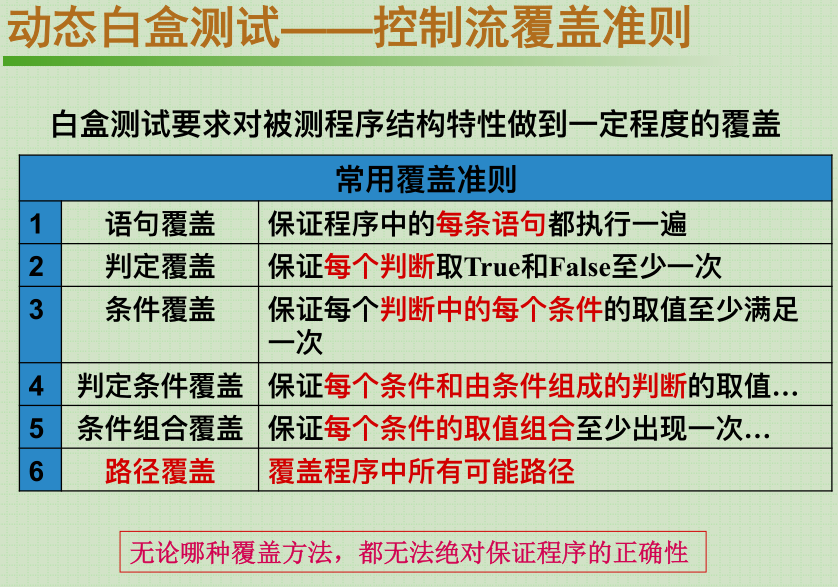 动态白盒测试——控制流覆盖准则
白盒测试要求对被测程序结构特性做到一定程度的覆盖
常用覆盖准则
1 语句覆盖 保证程序中的每条语句都执行一遍
2 判定覆盖 保证每个判断取True和False至少一次
3 条件覆盖 保证每个判断中的每个条件的取值至少满足
一次
4 判定条件覆盖 保证每个条件和由条件组成的判断的取值…
5 条件组合覆盖 保证每个条件的取值组合至少出现一次…
6 路径覆盖 覆盖程序中所有可能路径
无论哪种覆盖方法，都无法绝对保证程序的正确性